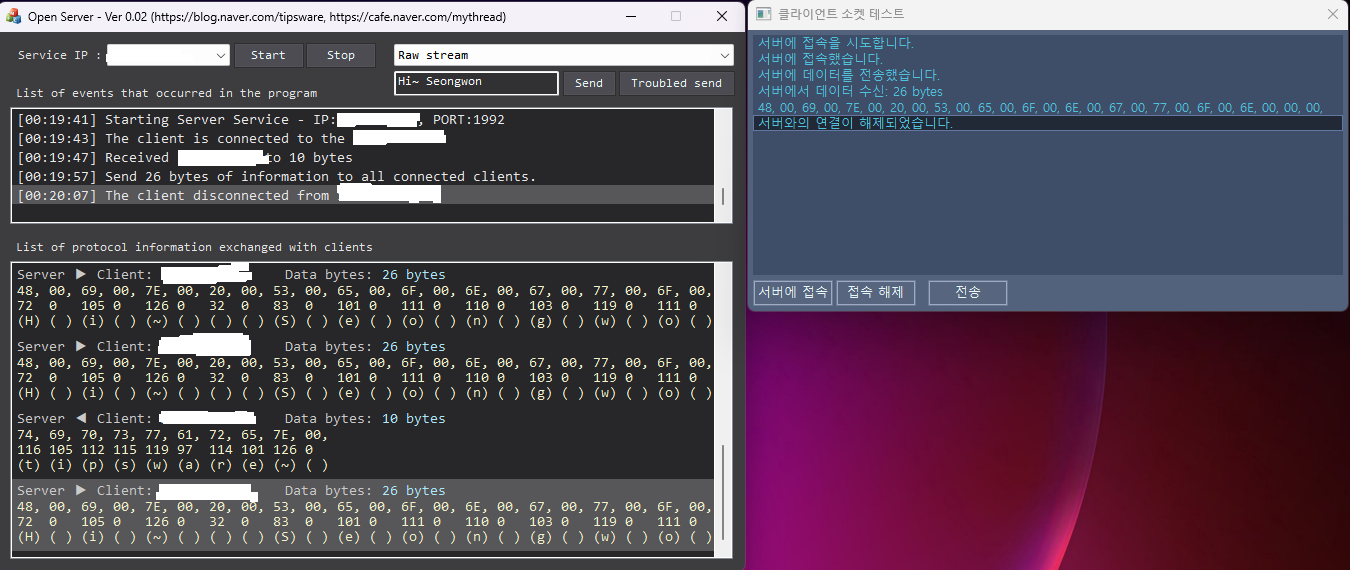 Open Server - Ver 0.02 (https://blog.naver.com/tipsware, https://cafe.naver.com/mythread)
Service IP :
Start
Stop
Raw stream
Hi~ Seongwon
Send
Troubled send
List of events that occurred in the program
[00:19:41] Starting Server Service - IP: , PORT:1992
[00:19:43] The client is connected to the
[00:19:47] Received to 10 bytes
[00:19:57] Send 26 bytes of information to all connected clients.
[00:20:07] The client disconnected from
List of protocol information exchanged with clients
Server ▶ Client: Data bytes: 26 bytes
48, 00, 69, 00, 7E, 00, 20, 00, 53, 00, 65, 00, 6F, 00, 6E, 00, 67, 00, 77, 00, 6F, 00,
72 0 105 0 126 0 32 0 83 0 101 0 111 0 110 0 103 0 119 0 111 0
(H) ( ) (i) ( ) (~) ( ) ( ) ( ) (S) ( ) (e) ( ) (o) ( ) (n) ( ) (g) ( ) (w) ( ) (o) ( )
Server ▶ Client: Data bytes: 26 bytes
48, 00, 69, 00, 7E, 00, 20, 00, 53, 00, 65, 00, 6F, 00, 6E, 00, 67, 00, 77, 00, 6F, 00,
72 0 105 0 126 0 32 0 83 0 101 0 111 0 110 0 103 0 119 0 111 0
(H) ( ) (i) ( ) (~) ( ) ( ) ( ) (S) ( ) (e) ( ) (o) ( ) (n) ( ) (g) ( ) (w) ( ) (o) ( )
Server ◀ Client: Data bytes: 10 bytes
74, 69, 70, 73, 77, 61, 72, 65, 7E, 00,
116 105 112 115 119 97 114 101 126 0
(t) (i) (p) (s) (w) (a) (r) (e) (~) ( )
Server ▶ Client: Data bytes: 26 bytes
48, 00, 69, 00, 7E, 00, 20, 00, 53, 00, 65, 00, 6F, 00, 6E, 00, 67, 00, 77, 00, 6F, 00,
72 0 105 0 126 0 32 0 83 0 101 0 111 0 110 0 103 0 119 0 111 0
(H) ( ) (i) ( ) (~) ( ) ( ) ( ) (S) ( ) (e) ( ) (o) ( ) (n) ( ) (g) ( ) (w) ( ) (o) ( )
클라이언트 소켓 테스트
서버에 접속을 시도합니다.
서버에 접속했습니다.
서버에 데이터를 전송했습니다.
서버에서 데이터 수신: 26 bytes
48, 00, 69, 00, 7E, 00, 20, 00, 53, 00, 65, 00, 6F, 00, 6E, 00, 67, 00, 77, 00, 6F, 00, 6E, 00, 00, 00,
서버와의 연결이 해제되었습니다.
서버에 접속
접속 해제
전송